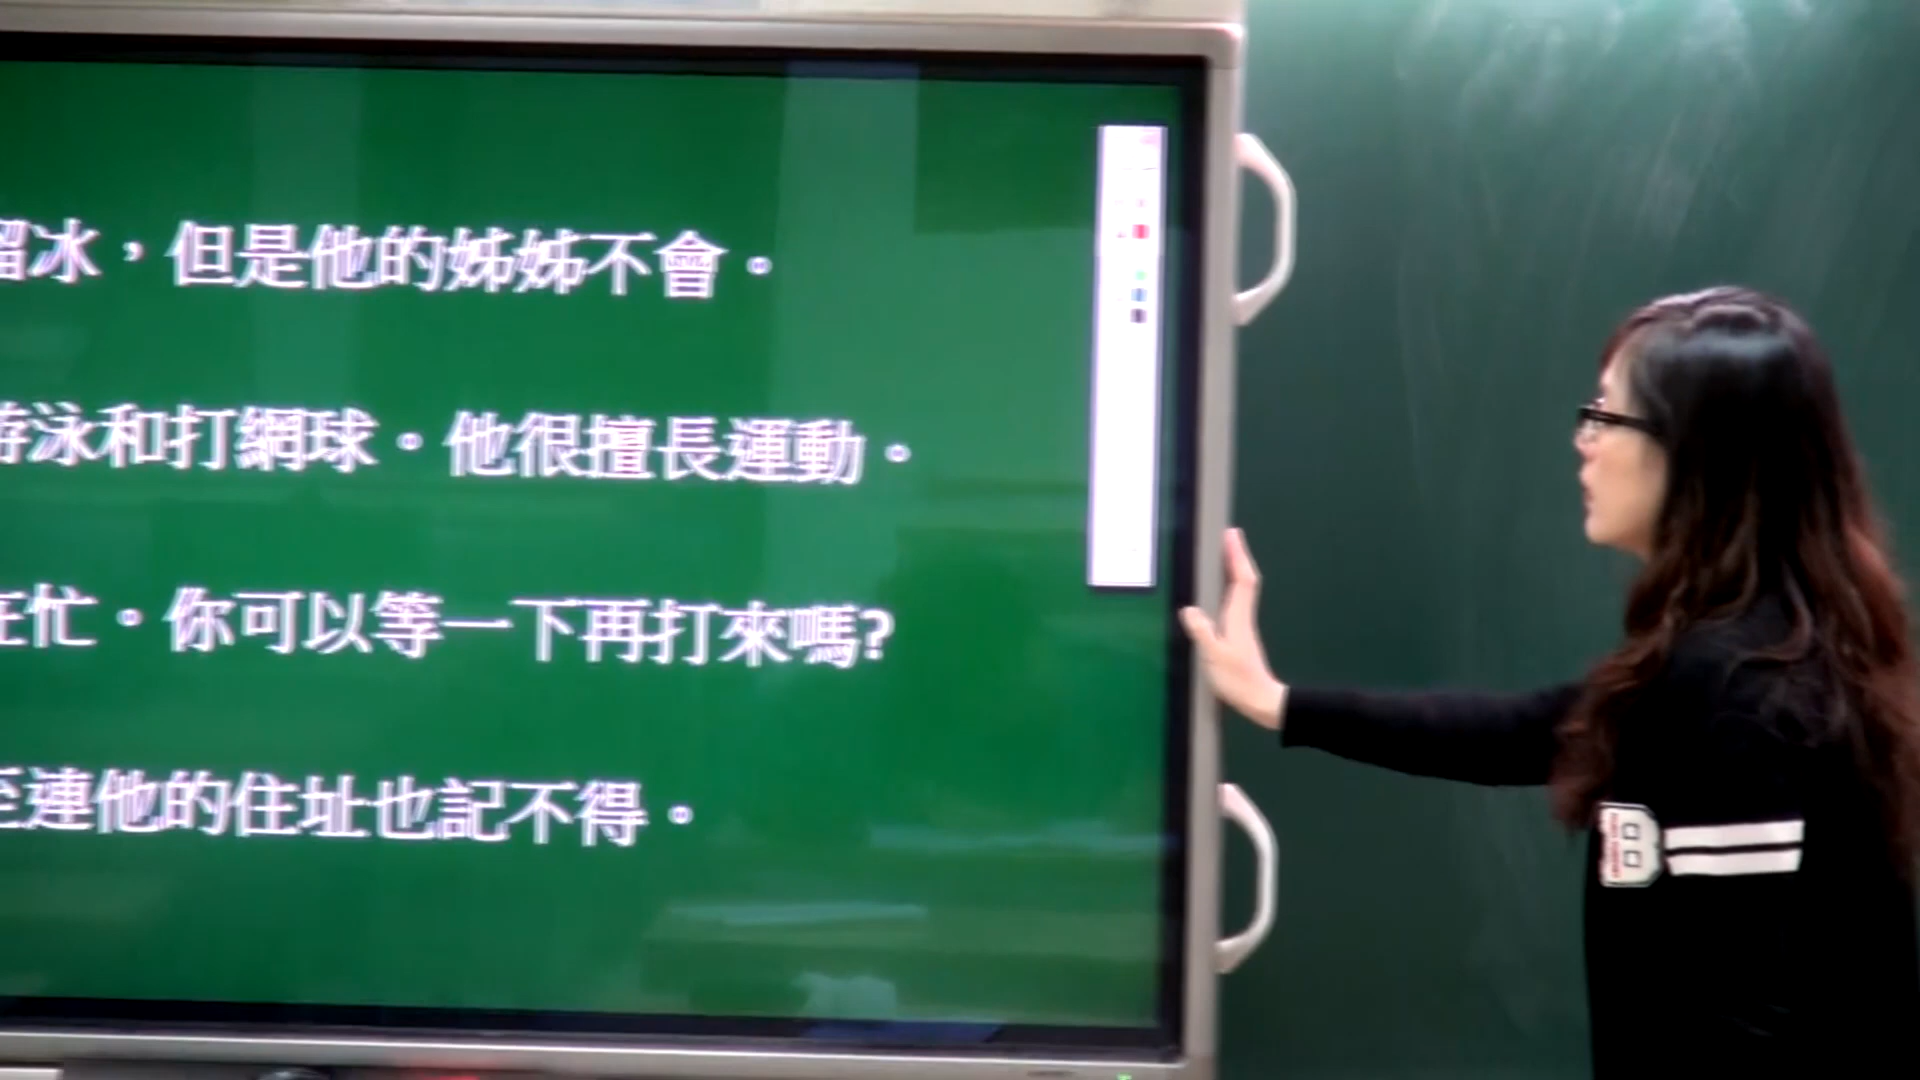 溜冰，但是他的姊姊不會。
游泳和打網球。他很擅長運動。
在忙。你可以等一下再打來嗎?
至連他的住址也記不得。